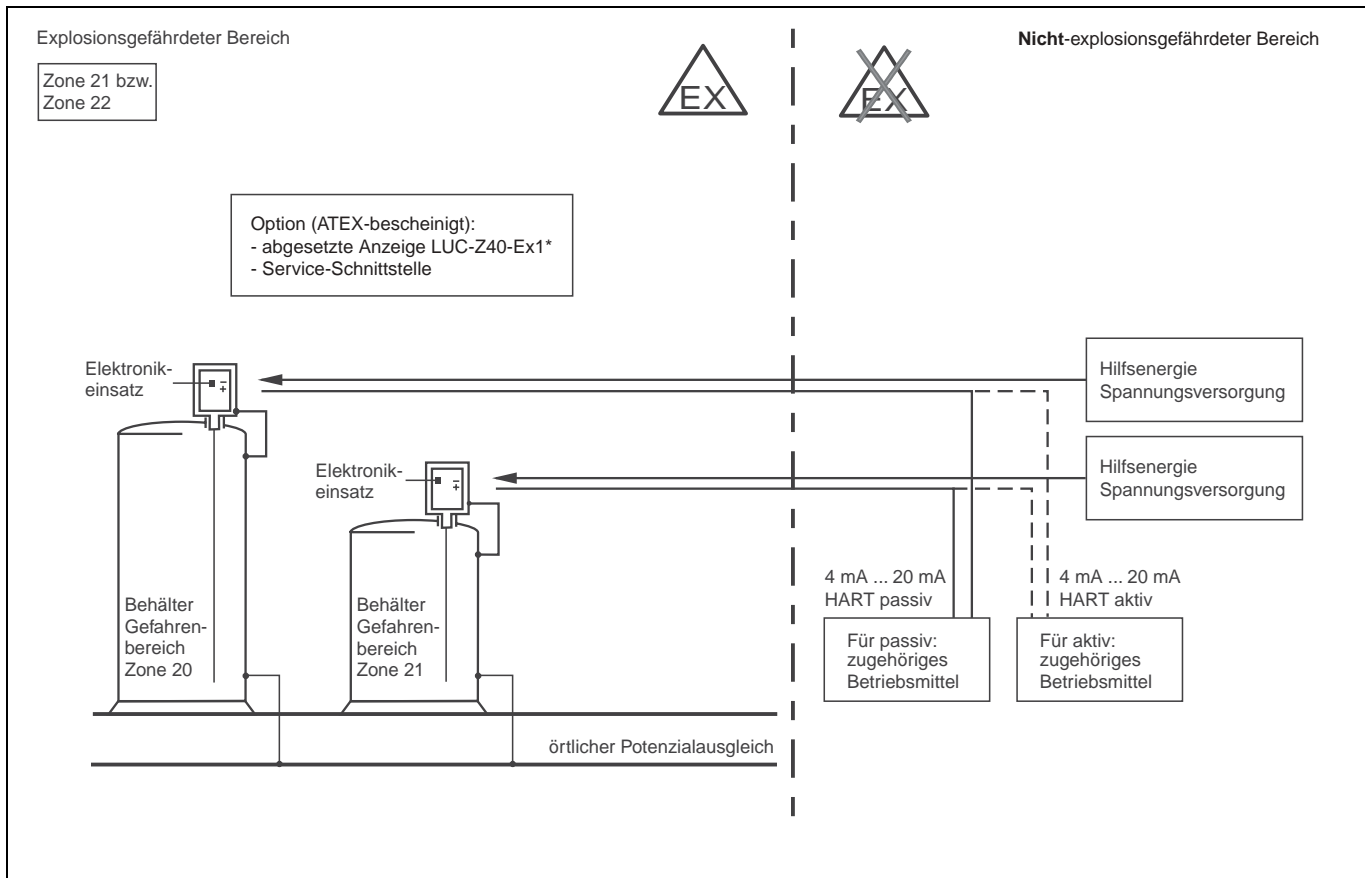 Explosionsgefährdeter Bereich
Nicht-explosionsgefährdeter Bereich
Zone 21 bzw.
Zone 22
EX
EX
Option (ATEX-bescheinigt):
- abgesetzte Anzeige LUC-Z40-Ex1*
- Service-Schnittstelle
Elektronik-
einsatz
- +
Hilfsenergie
Spannungsversorgung
Elektronik-
einsatz
- +
Hilfsenergie
Spannungsversorgung
Behälter
Gefahren-
bereich
Zone 20
Behälter
Gefahren-
bereich
Zone 21
4 mA ... 20 mA
HART passiv
4 mA ... 20 mA
HART aktiv
Für passiv:
zugehöriges
Betriebsmittel
Für aktiv:
zugehöriges
Betriebsmittel
örtlicher Potenzialausgleich